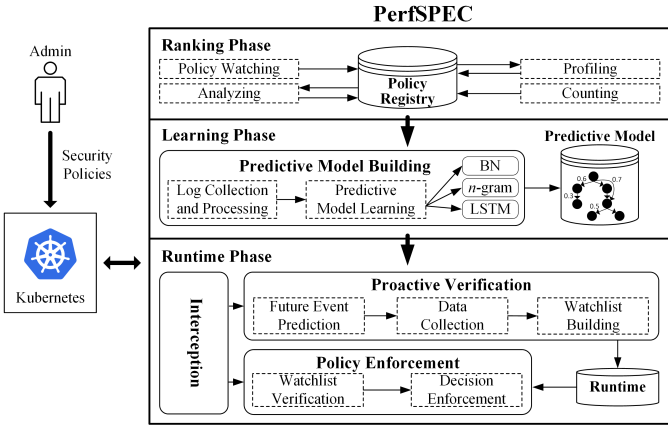 PerfSPEC
Admin
Security
Policies
Kubernetes
Ranking Phase
Policy Watching
Analyzing
Policy
Registry
Profiling
Counting
Learning Phase
Predictive Model Building
Log Collection
and Processing
Predictive
Model Learning
BN
n-gram
LSTM
Predictive Model
0.6
0.7
0.3
0.5
Runtime Phase
Interception
Proactive Verification
Future Event
Prediction
Data
Collection
Watchlist
Building
Policy Enforcement
Watchlist
Verification
Decision
Enforcement
Runtime